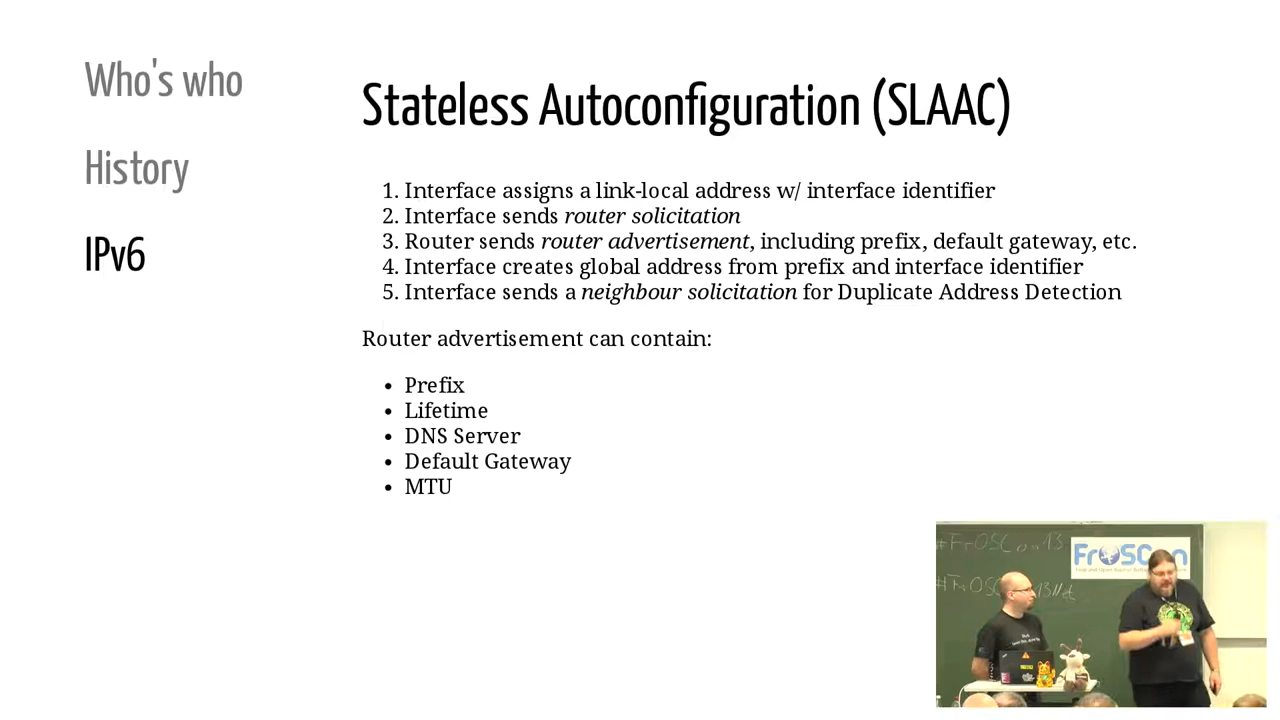 Who's who
History
IPv6
Stateless Autoconfiguration (SLAAC)
1. Interface assigns a link-local address w/ interface identifier
2. Interface sends router solicitation
3. Router sends router advertisement, including prefix, default gateway, etc.
4. Interface creates global address from prefix and interface identifier
5. Interface sends a neighbour solicitation for Duplicate Address Detection
Router advertisement can contain:
• Prefix
• Lifetime
• DNS Server
• Default Gateway
• MTU
#FrOSCon13
FrOSCon